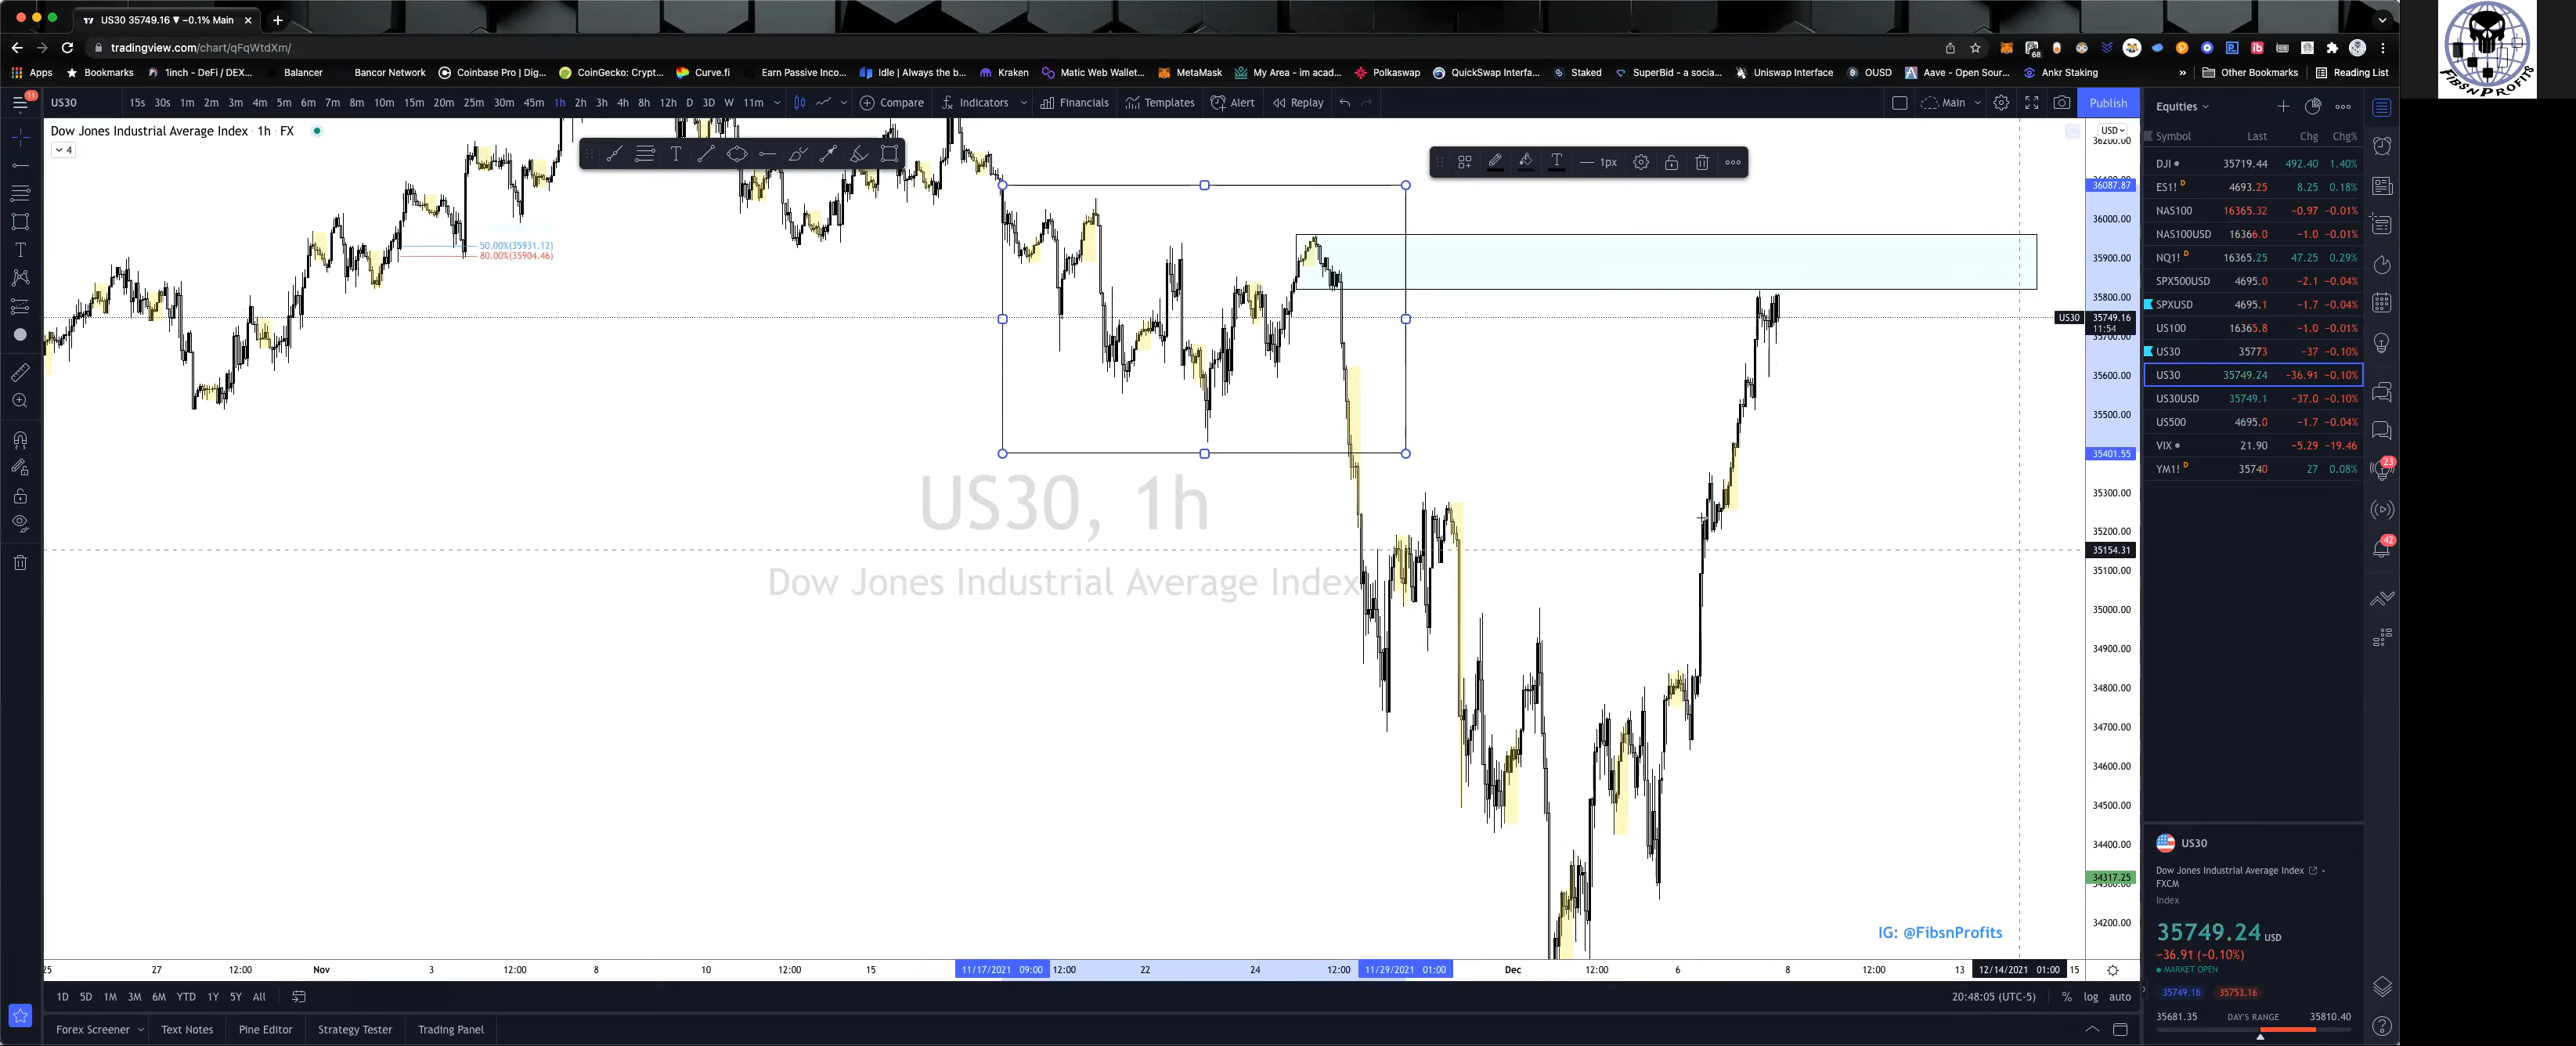 US30 35749.16 ▼ −0.1% Main
tradingview.com/chart/qFqWtdXm/
Apps Bookmarks 1inch - DeFi / DEX... Balancer Bancor Network Coinbase Pro | Dig... CoinGecko: Crypt... Curve.fi Earn Passive Inco... Idle | Always the b... Kraken Matic Web Wallet... MetaMask My Area - im acad... Polkaswap QuickSwap Interfa... Staked SuperBid - a socia... Uniswap Interface OUSD Aave - Open Sour... Ankr Staking » Other Bookmarks Reading List
US30 15s 30s 1m 2m 3m 4m 5m 6m 7m 8m 10m 15m 20m 25m 30m 45m 1h 2h 3h 4h 8h 12h D 3D W 11m Compare Indicators Financials Templates Alert Replay Main Publish
11
Dow Jones Industrial Average Index · 1h · FX
4
1px
USD
36200.00
36087.87
36000.00
35900.00
35800.00
US30 35749.16
11:54
35700.00
35600.00
35500.00
35401.55
35300.00
35200.00
35154.31
35100.00
35000.00
34900.00
34800.00
34700.00
34600.00
34500.00
34400.00
34317.25
34200.00
50.00%(35931.12)
80.00%(35904.46)
US30, 1h
Dow Jones Industrial Average Index
IG: @FibsnProfits
25 27 12:00 Nov 3 12:00 8 10 12:00 15 11/17/2021 09:00 12:00 22 24 12:00 11/29/2021 01:00 Dec 12:00 6 8 12:00 13 12/14/2021 01:00 15
1D 5D 1M 3M 6M YTD 1Y 5Y All 20:48:05 (UTC-5) % log auto
Forex Screener Text Notes Pine Editor Strategy Tester Trading Panel
Equities
Symbol Last Chg Chg%
DJI 35719.44 492.40 1.40%
ES1! D 4693.25 8.25 0.18%
NAS100 16365.32 −0.97 −0.01%
NAS100USD 16366.0 −1.0 −0.01%
NQ1! D 16365.25 47.25 0.29%
SPX500USD 4695.0 −2.1 −0.04%
SPXUSD 4695.1 −1.7 −0.04%
US100 16365.8 −1.0 −0.01%
US30 35773 −37 −0.10%
US30 35749.24 −36.91 −0.10%
US30USD 35749.1 −37.0 −0.10%
US500 4695.0 −1.7 −0.04%
VIX 21.90 −5.29 −19.46
YM1! D 35740 27 0.08%
23
42
US30
Dow Jones Industrial Average Index
FXCM
Index
35749.24 USD
−36.91 (−0.10%)
MARKET OPEN
35749.16 35753.16
35681.35 DAY'S RANGE 35810.40
FIBSNPROFITS